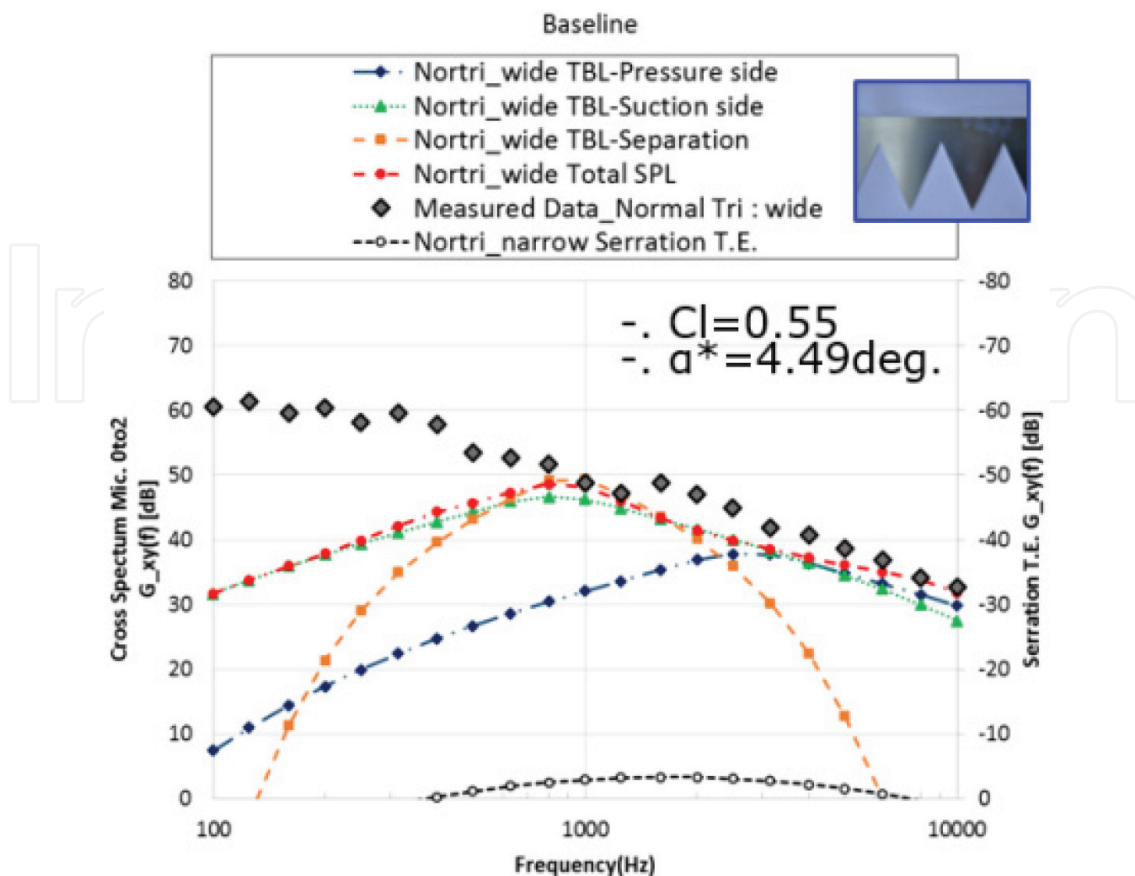 Baseline
Nortri_wide TBL-Pressure side
Nortri_wide TBL-Suction side
Nortri_wide TBL-Separation
Nortri_wide Total SPL
Measured Data_Normal Tri : wide
Nortri_narrow Serration T.E.
-. Cl=0.55
-. α*=4.49deg.
Cross Spectum Mic. 0to2
G_xy(f) [dB]
80
70
60
50
40
30
20
10
0
-80
-70
-60
-50
-40
-30
-20
-10
0
Serration T.E. G_xy(f) [dB]
100
1000
10000
Frequency(Hz)